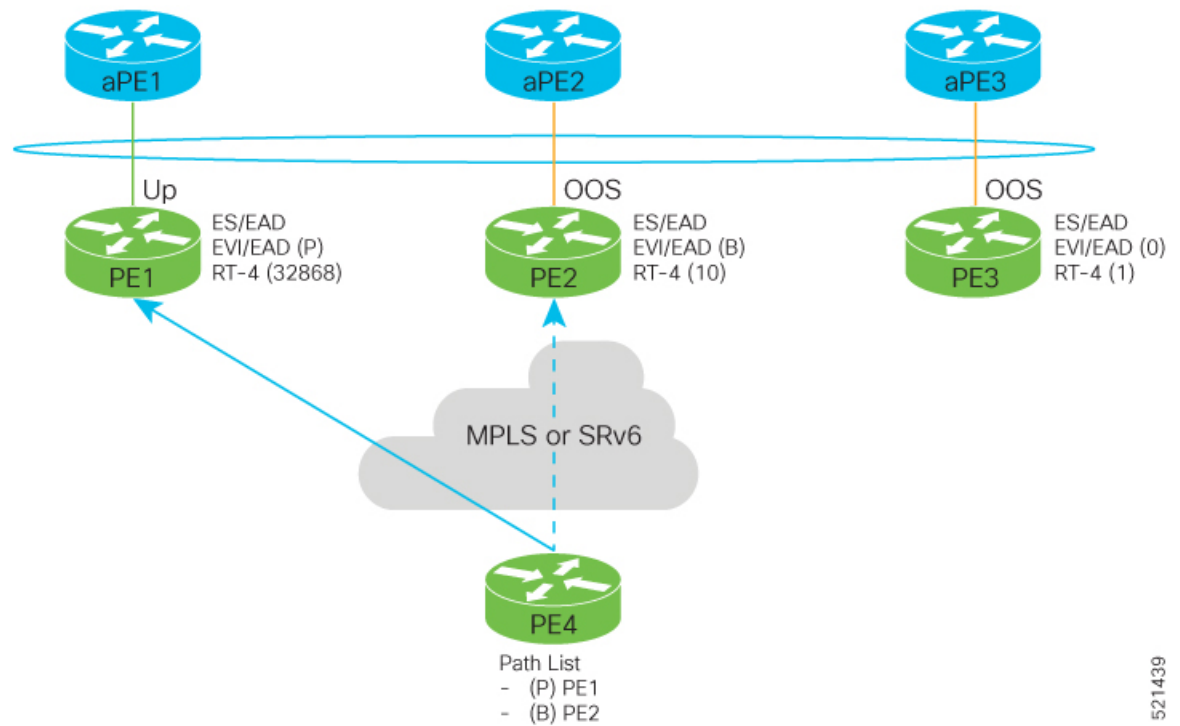 aPE1
aPE2
aPE3
Up
OOS
OOS
ES/EAD
EVI/EAD (P)
RT-4 (32868)
PE1
ES/EAD
EVI/EAD (B)
RT-4 (10)
PE2
ES/EAD
EVI/EAD (0)
RT-4 (1)
PE3
MPLS or SRv6
PE4
Path List
- (P) PE1
- (B) PE2
521439